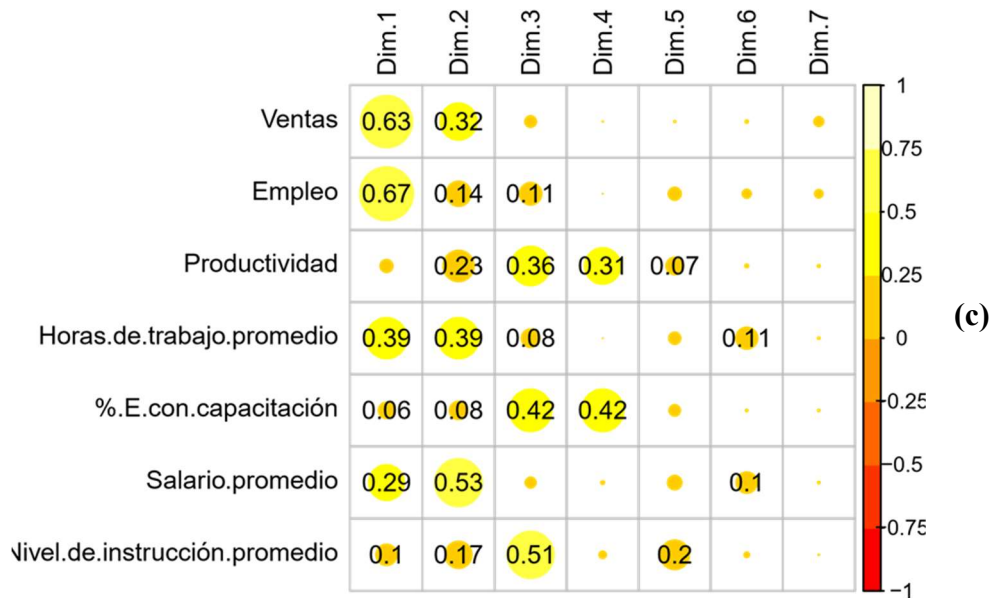 Dim.1 Dim.2 Dim.3 Dim.4 Dim.5 Dim.6 Dim.7
Ventas 0.63 0.32
Empleo 0.67 0.14 0.11
Productividad 0.23 0.36 0.31 0.07
Horas.de.trabajo.promedio 0.39 0.39 0.08 0.11
%.E.con.capacitación 0.06 0.08 0.42 0.42
Salario.promedio 0.29 0.53 0.1
Nivel.de.instrucción.promedio 0.1 0.17 0.51 0.2
1
0.75
0.5
0.25
0
−0.25
−0.5
−0.75
−1
(c)